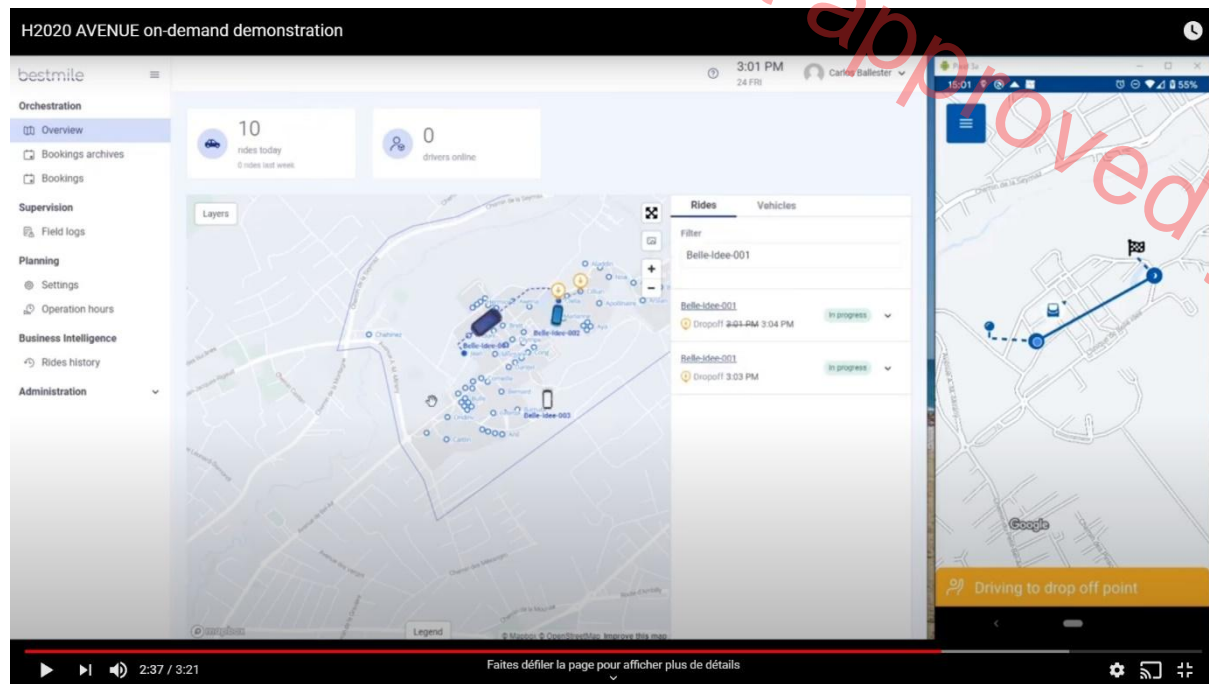 H2020 AVENUE on-demand demonstration
approved
bestmile
3:01 PM
24 FRI
Carlos Ballester
Orchestration
Overview
Bookings archives
Bookings
Supervision
Field logs
Planning
Settings
Operation hours
Business Intelligence
Rides history
Administration
10
rides today
0 rides last week
0
drivers online
Layers
Belle-Idee-002
Belle-Idee-003
Legend
mapbox
© Mapbox © OpenStreetMap Improve this map
Rides Vehicles
Filter
Belle-Idee-001
Belle-Idee-001
Dropoff 3:01 PM 3:04 PM
In progress
Belle-Idee-001
Dropoff 3:03 PM
In progress
15:01
55%
Google
Driving to drop off point
2:37 / 3:21
Faites défiler la page pour afficher plus de détails